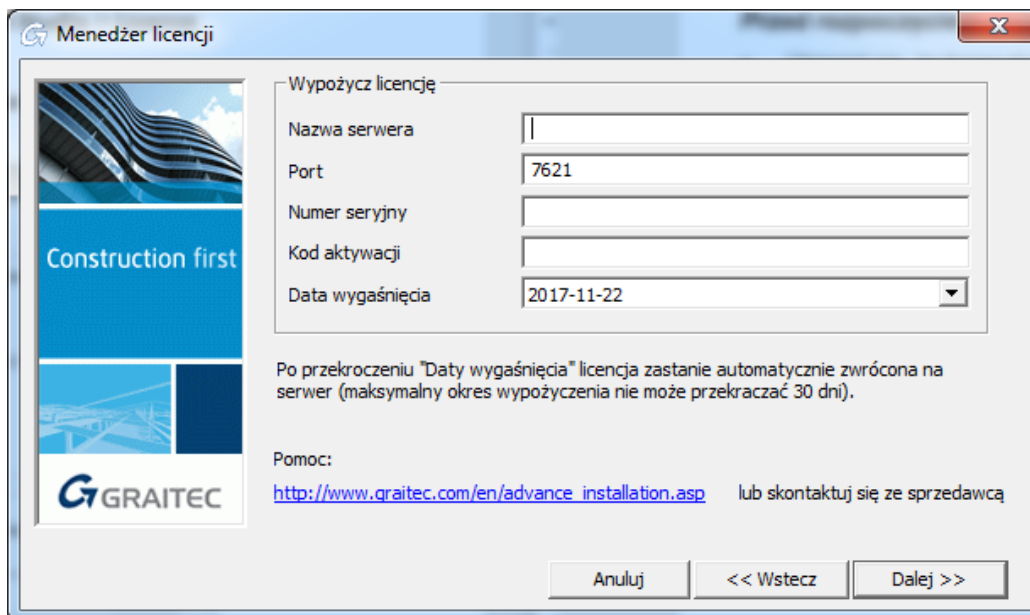 Menedżer licencji
Construction first
GRAITEC
Wypożycz licencję
Nazwa serwera
Port 7621
Numer seryjny
Kod aktywacji
Data wygaśnięcia 2017-11-22
Po przekroczeniu "Daty wygaśnięcia" licencja zastanie automatycznie zwrócona na
serwer (maksymalny okres wypożyczenia nie może przekraczać 30 dni).
Pomoc:
http://www.graitec.com/en/advance_installation.asp lub skontaktuj się ze sprzedawcą
Anuluj << Wstecz Dalej >>